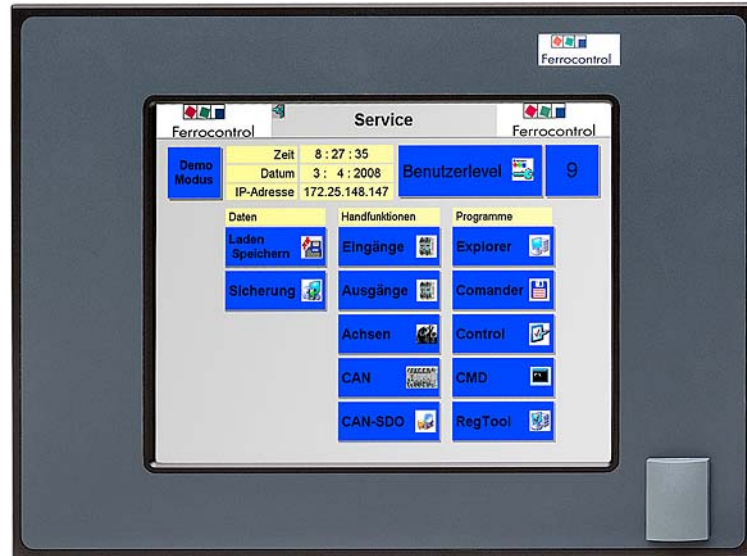 Ferrocontrol
Ferrocontrol
Service
Ferrocontrol
Demo
Modus
Zeit 8 : 27 : 35
Datum 3 : 4 : 2008
IP-Adresse 172.25.148.147
Benutzerlevel
9
Daten
Handfunktionen
Programme
Laden
Speichern
Eingänge
Explorer
Sicherung
Ausgänge
Comander
Achsen
Control
CAN
CMD
CAN-SDO
RegTool